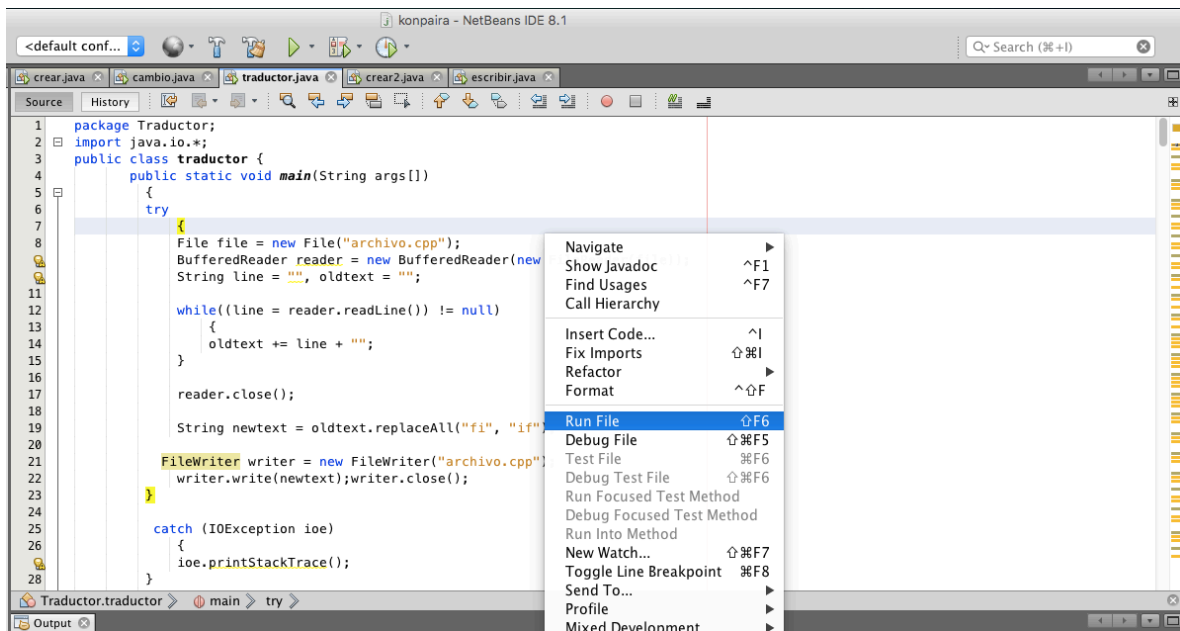 konpaira - NetBeans IDE 8.1
<default conf...
Search (⌘+I)
crear.java
cambio.java
traductor.java
crear2.java
escribir.java
Source
History
1 package Traductor;
2 import java.io.*;
3 public class traductor {
4 public static void main(String args[])
5 {
6 try
7 {
8 File file = new File("archivo.cpp");
BufferedReader reader = new BufferedReader(new
String line = "", oldtext = "";
11
12 while((line = reader.readLine()) != null)
13 {
14 oldtext += line + "";
15 }
16
17 reader.close();
18
19 String newtext = oldtext.replaceAll("fi", "if")
20
21 FileWriter writer = new FileWriter("archivo.cpp")
22 writer.write(newtext);writer.close();
23 }
24
25 catch (IOException ioe)
26 {
ioe.printStackTrace();
28 }
Navigate
Show Javadoc ^F1
Find Usages ^F7
Call Hierarchy
Insert Code... ^I
Fix Imports ⇧⌘I
Refactor
Format ^⇧F
Run File ⇧F6
Debug File ⇧⌘F5
Test File ⌘F6
Debug Test File ⇧⌘F6
Run Focused Test Method
Debug Focused Test Method
Run Into Method
New Watch... ⇧⌘F7
Toggle Line Breakpoint ⌘F8
Send To...
Profile
Mixed Development
Traductor.traductor
main
try
Output